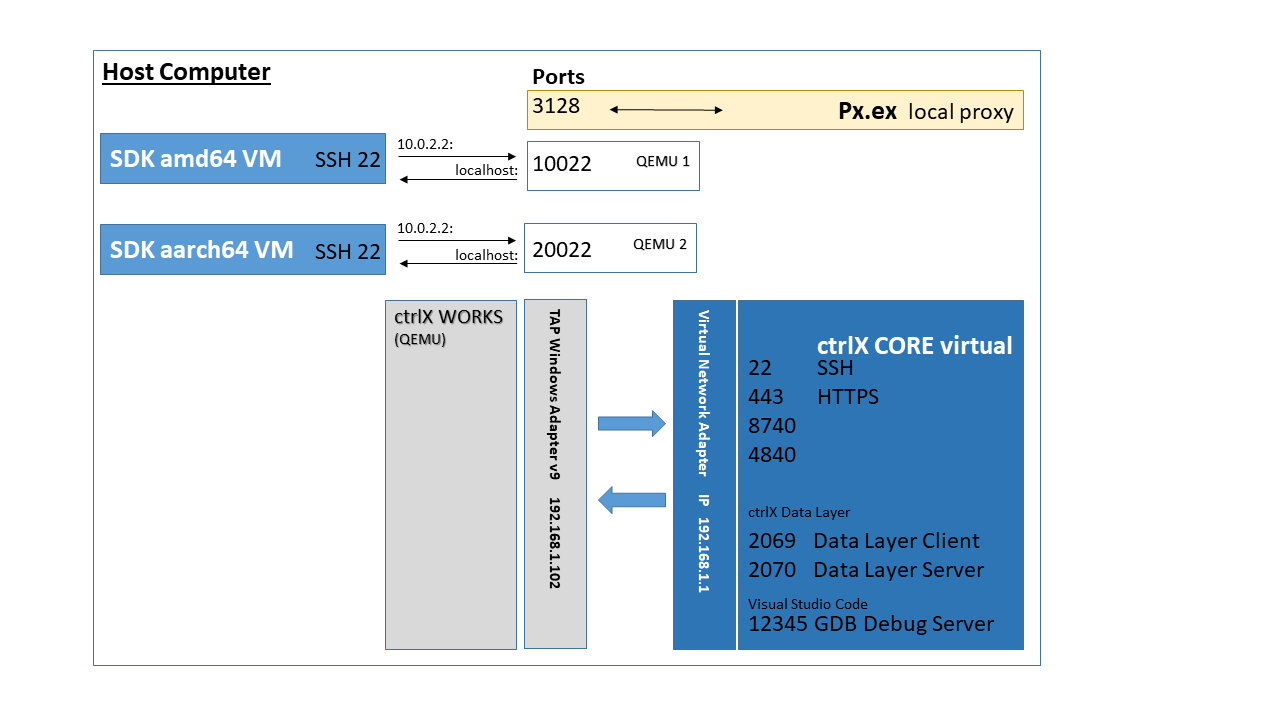 Host Computer
Ports
3128
Px.ex local proxy
SDK amd64 VM SSH 22
10.0.2.2:
localhost:
10022 QEMU 1
SDK aarch64 VM SSH 22
10.0.2.2:
localhost:
20022 QEMU 2
ctrlX WORKS
(QEMU)
TAP Windows Adapter v9 192.168.1.102
Virtual Network Adapter IP 192.168.1.1
ctrlX CORE virtual
22 SSH
443 HTTPS
8740
4840
ctrlX Data Layer
2069 Data Layer Client
2070 Data Layer Server
Visual Studio Code
12345 GDB Debug Server